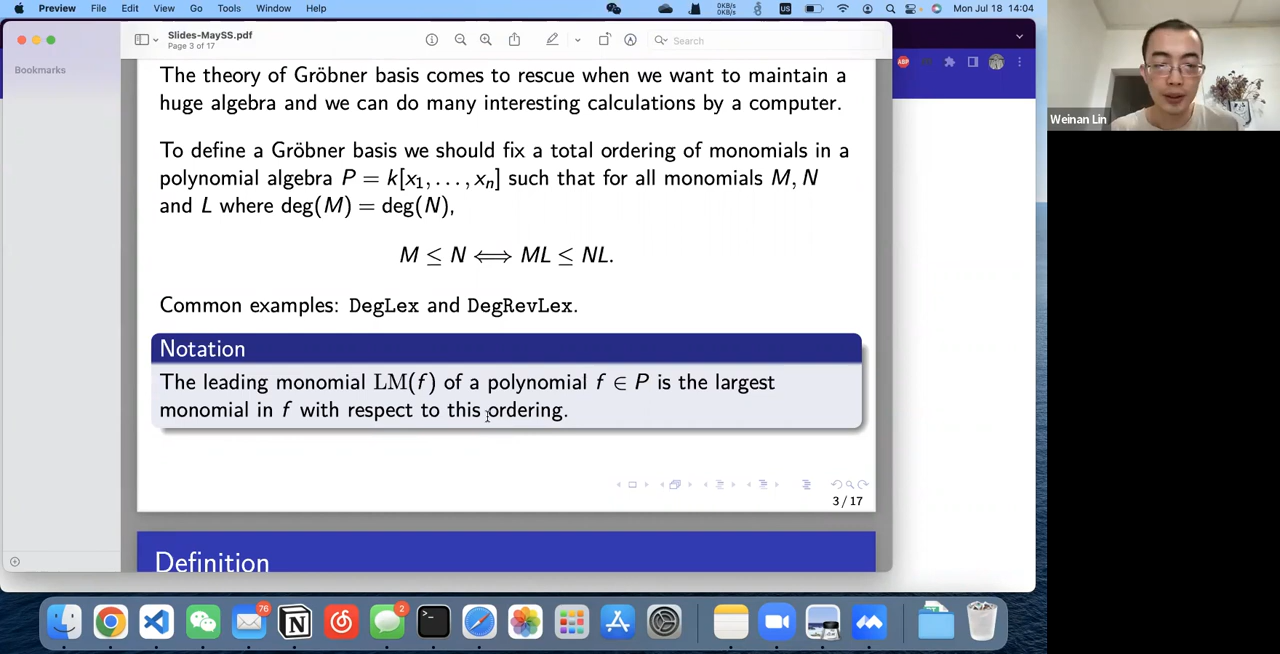 Preview File Edit View Go Tools Window Help 0KB/s 0KB/s US Mon Jul 18 14:04
Slides-MaySS.pdf
Page 3 of 17
Search
Bookmarks
ABP
The theory of Gröbner basis comes to rescue when we want to maintain a
huge algebra and we can do many interesting calculations by a computer.
To define a Gröbner basis we should fix a total ordering of monomials in a
polynomial algebra P = k[x₁, . . . , xₙ] such that for all monomials M, N
and L where deg(M) = deg(N),
M ≤ N ⟺ ML ≤ NL.
Common examples: DegLex and DegRevLex.
Notation
The leading monomial LM(f) of a polynomial f ∈ P is the largest
monomial in f with respect to this ordering.
3 / 17
Definition
Weinan Lin
76
2